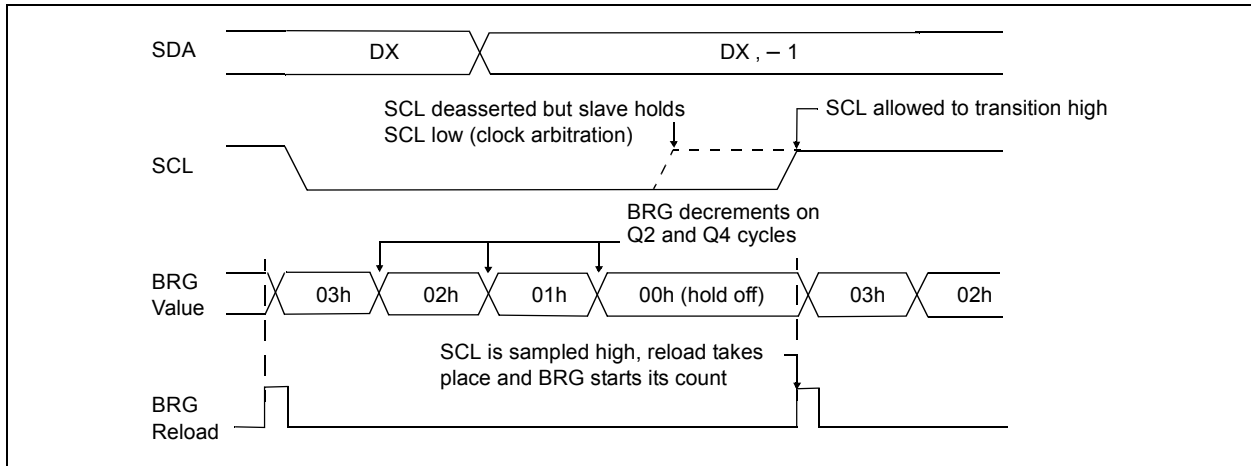 SDA
DX
DX , – 1
SCL deasserted but slave holds
SCL low (clock arbitration)
SCL allowed to transition high
SCL
BRG decrements on
Q2 and Q4 cycles
BRG
Value
03h
02h
01h
00h (hold off)
03h
02h
SCL is sampled high, reload takes
place and BRG starts its count
BRG
Reload